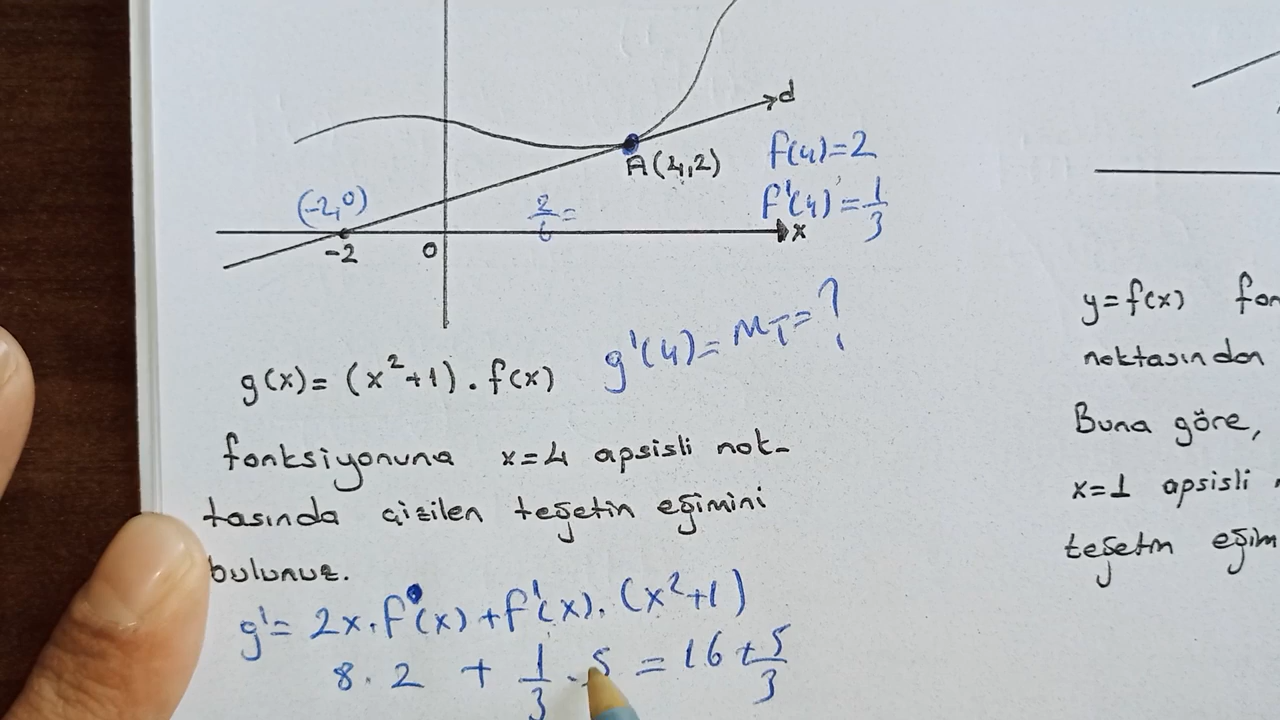 d
A(4,2)
f(4)=2
f'(4)=1/3
(-2,0)
2/6=
-2
0
x
g'(4)=m_T=?
g(x)=(x²+1).f(x)
fonksiyonuna x=4 apsisli nok-
tasında çizilen teğetin eğimini
bulunuz.
g'=2x.f(x)+f'(x).(x²+1)
8.2 + 1/3 . 5 = 16+5/3
y=f(x)
noktasından
Buna göre,
x=1 apsisli
teğetin eğim